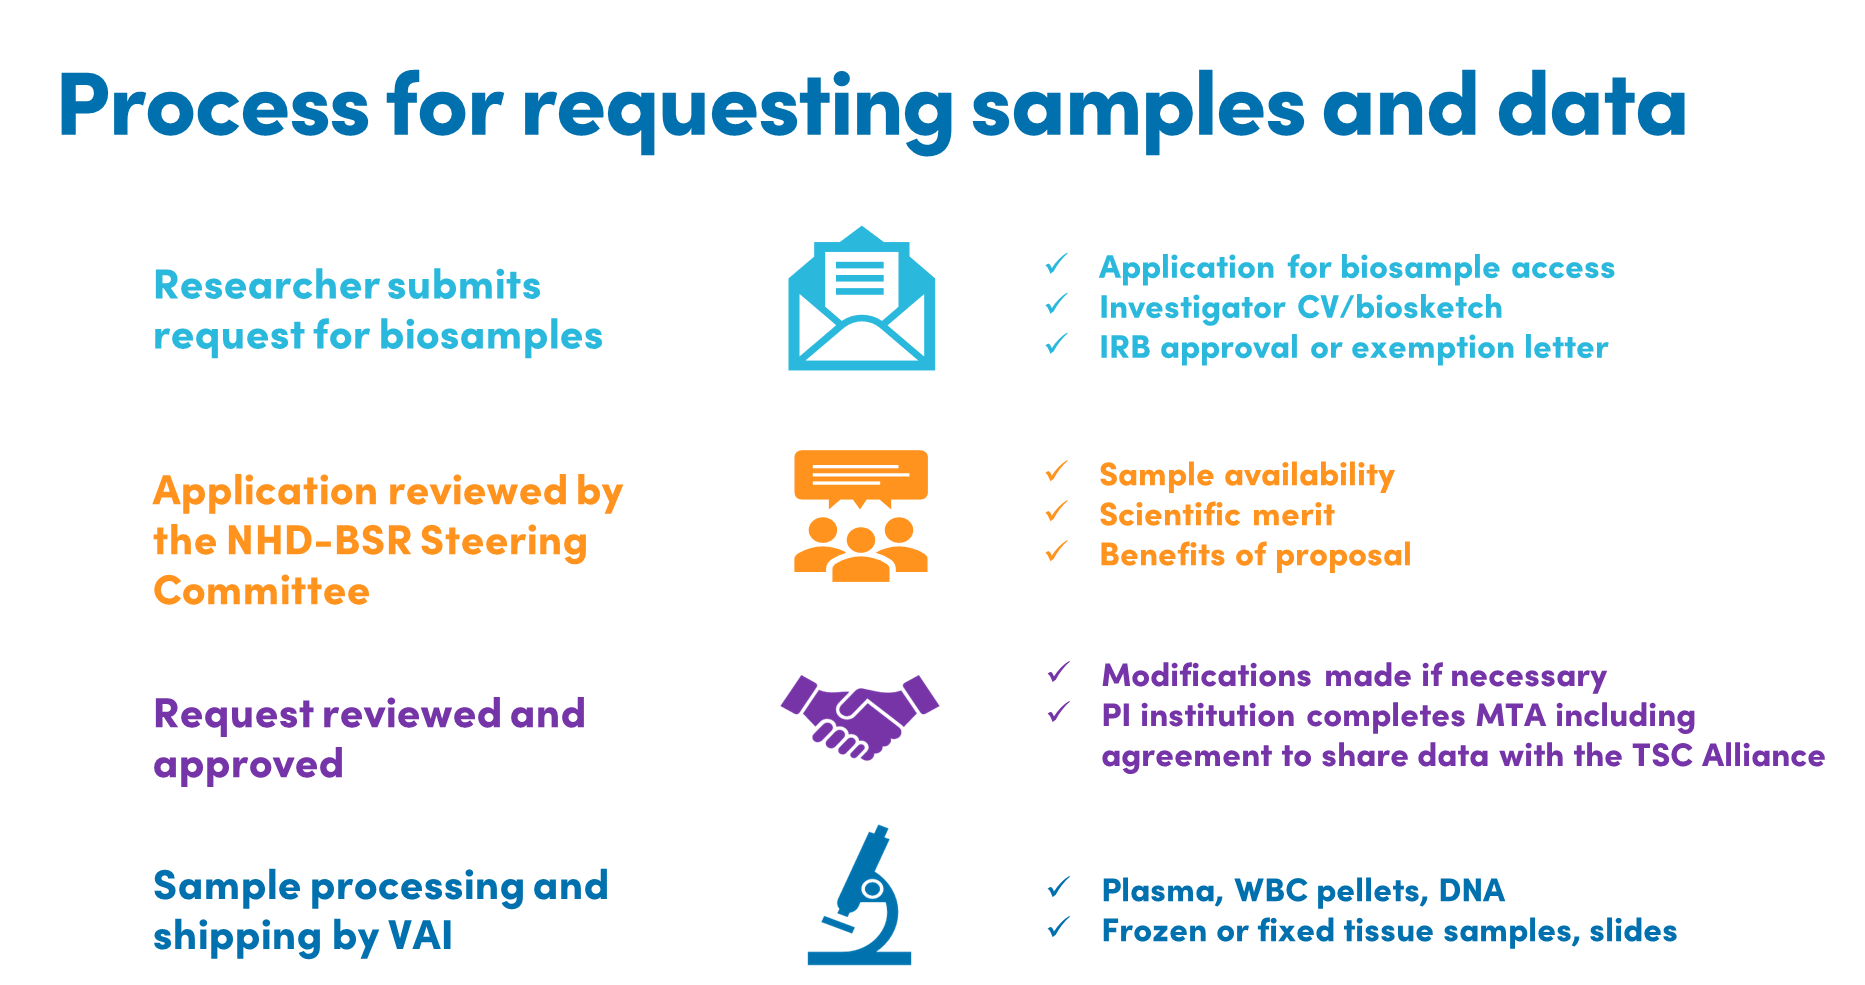 Process for requesting samples and data
Researcher submits
request for biosamples
✓ Application for biosample access
✓ Investigator CV/biosketch
✓ IRB approval or exemption letter
Application reviewed by
the NHD-BSR Steering
Committee
✓ Sample availability
✓ Scientific merit
✓ Benefits of proposal
Request reviewed and
approved
✓ Modifications made if necessary
✓ PI institution completes MTA including
agreement to share data with the TSC Alliance
Sample processing and
shipping by VAI
✓ Plasma, WBC pellets, DNA
✓ Frozen or fixed tissue samples, slides